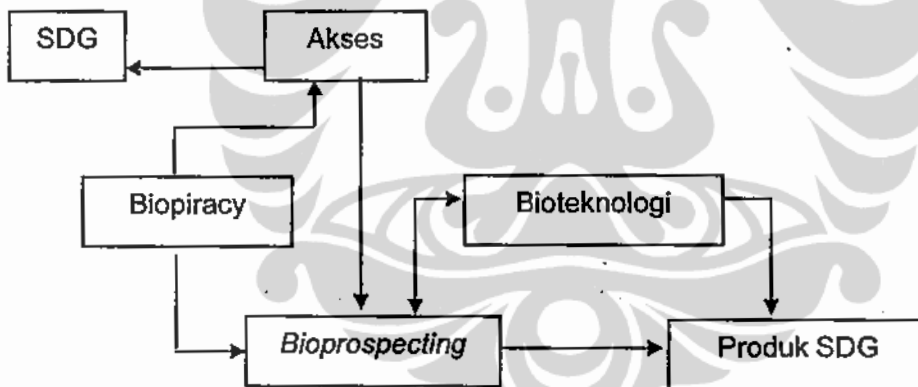 SDG
Akses
Biopiracy
Bioteknologi
Bioprospecting
Produk SDG